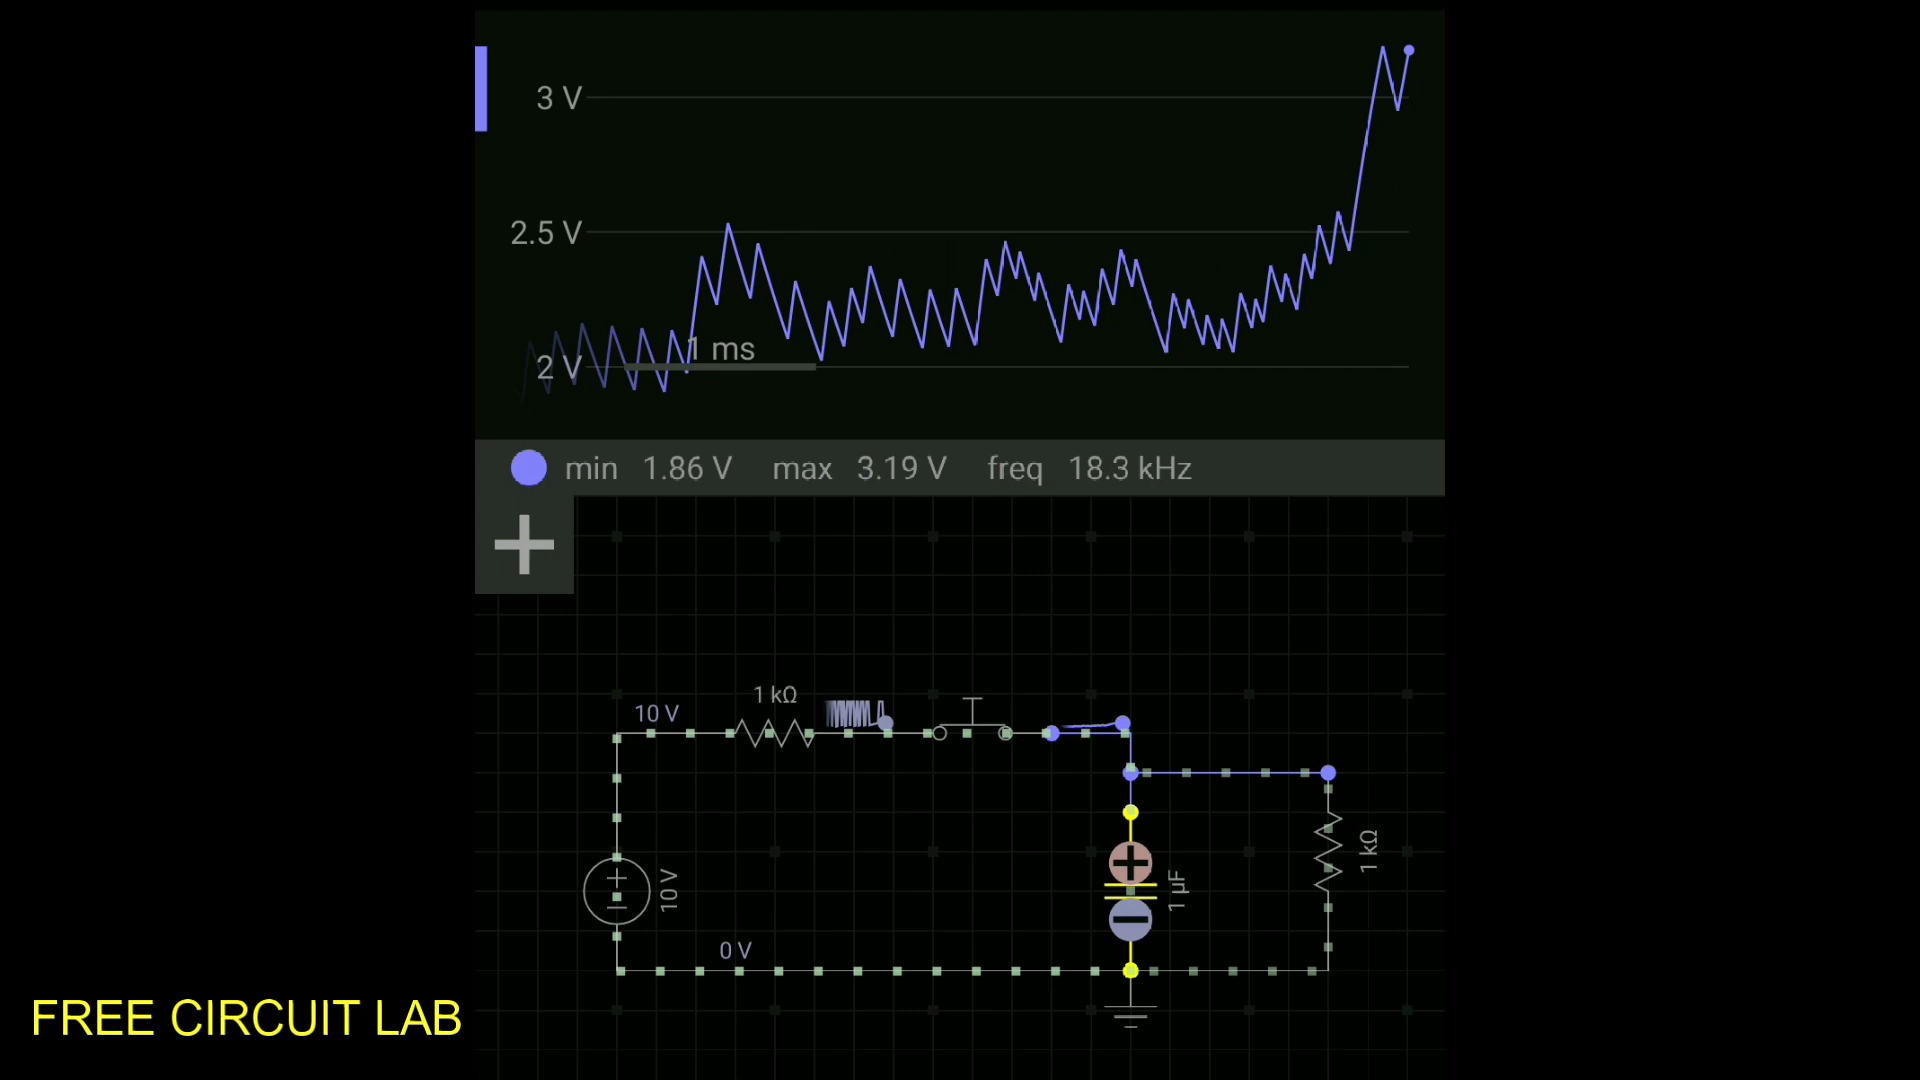 3 V
2.5 V
1 ms
2 V
min 1.86 V max 3.19 V freq 18.3 kHz
1 kΩ
10 V
1 kΩ
10 V
1 µF
0 V
FREE CIRCUIT LAB